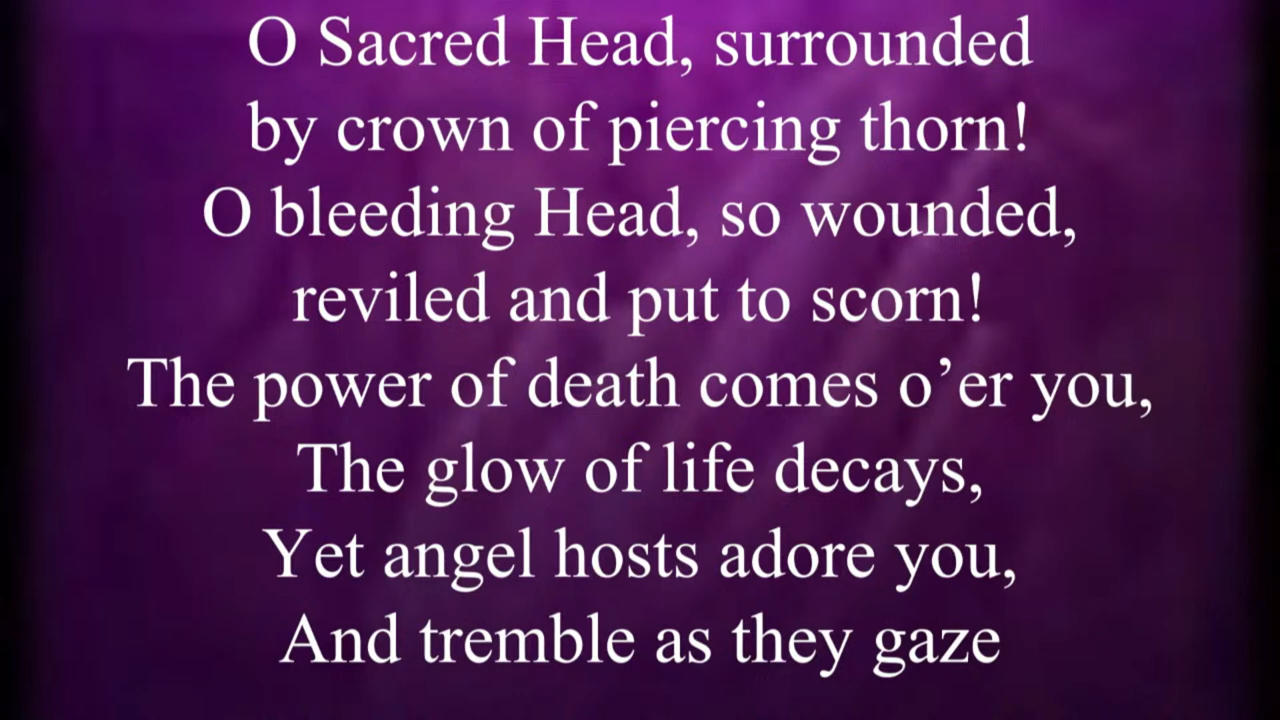 O Sacred Head, surrounded
by crown of piercing thorn!
O bleeding Head, so wounded,
reviled and put to scorn!
The power of death comes o’er you,
The glow of life decays,
Yet angel hosts adore you,
And tremble as they gaze